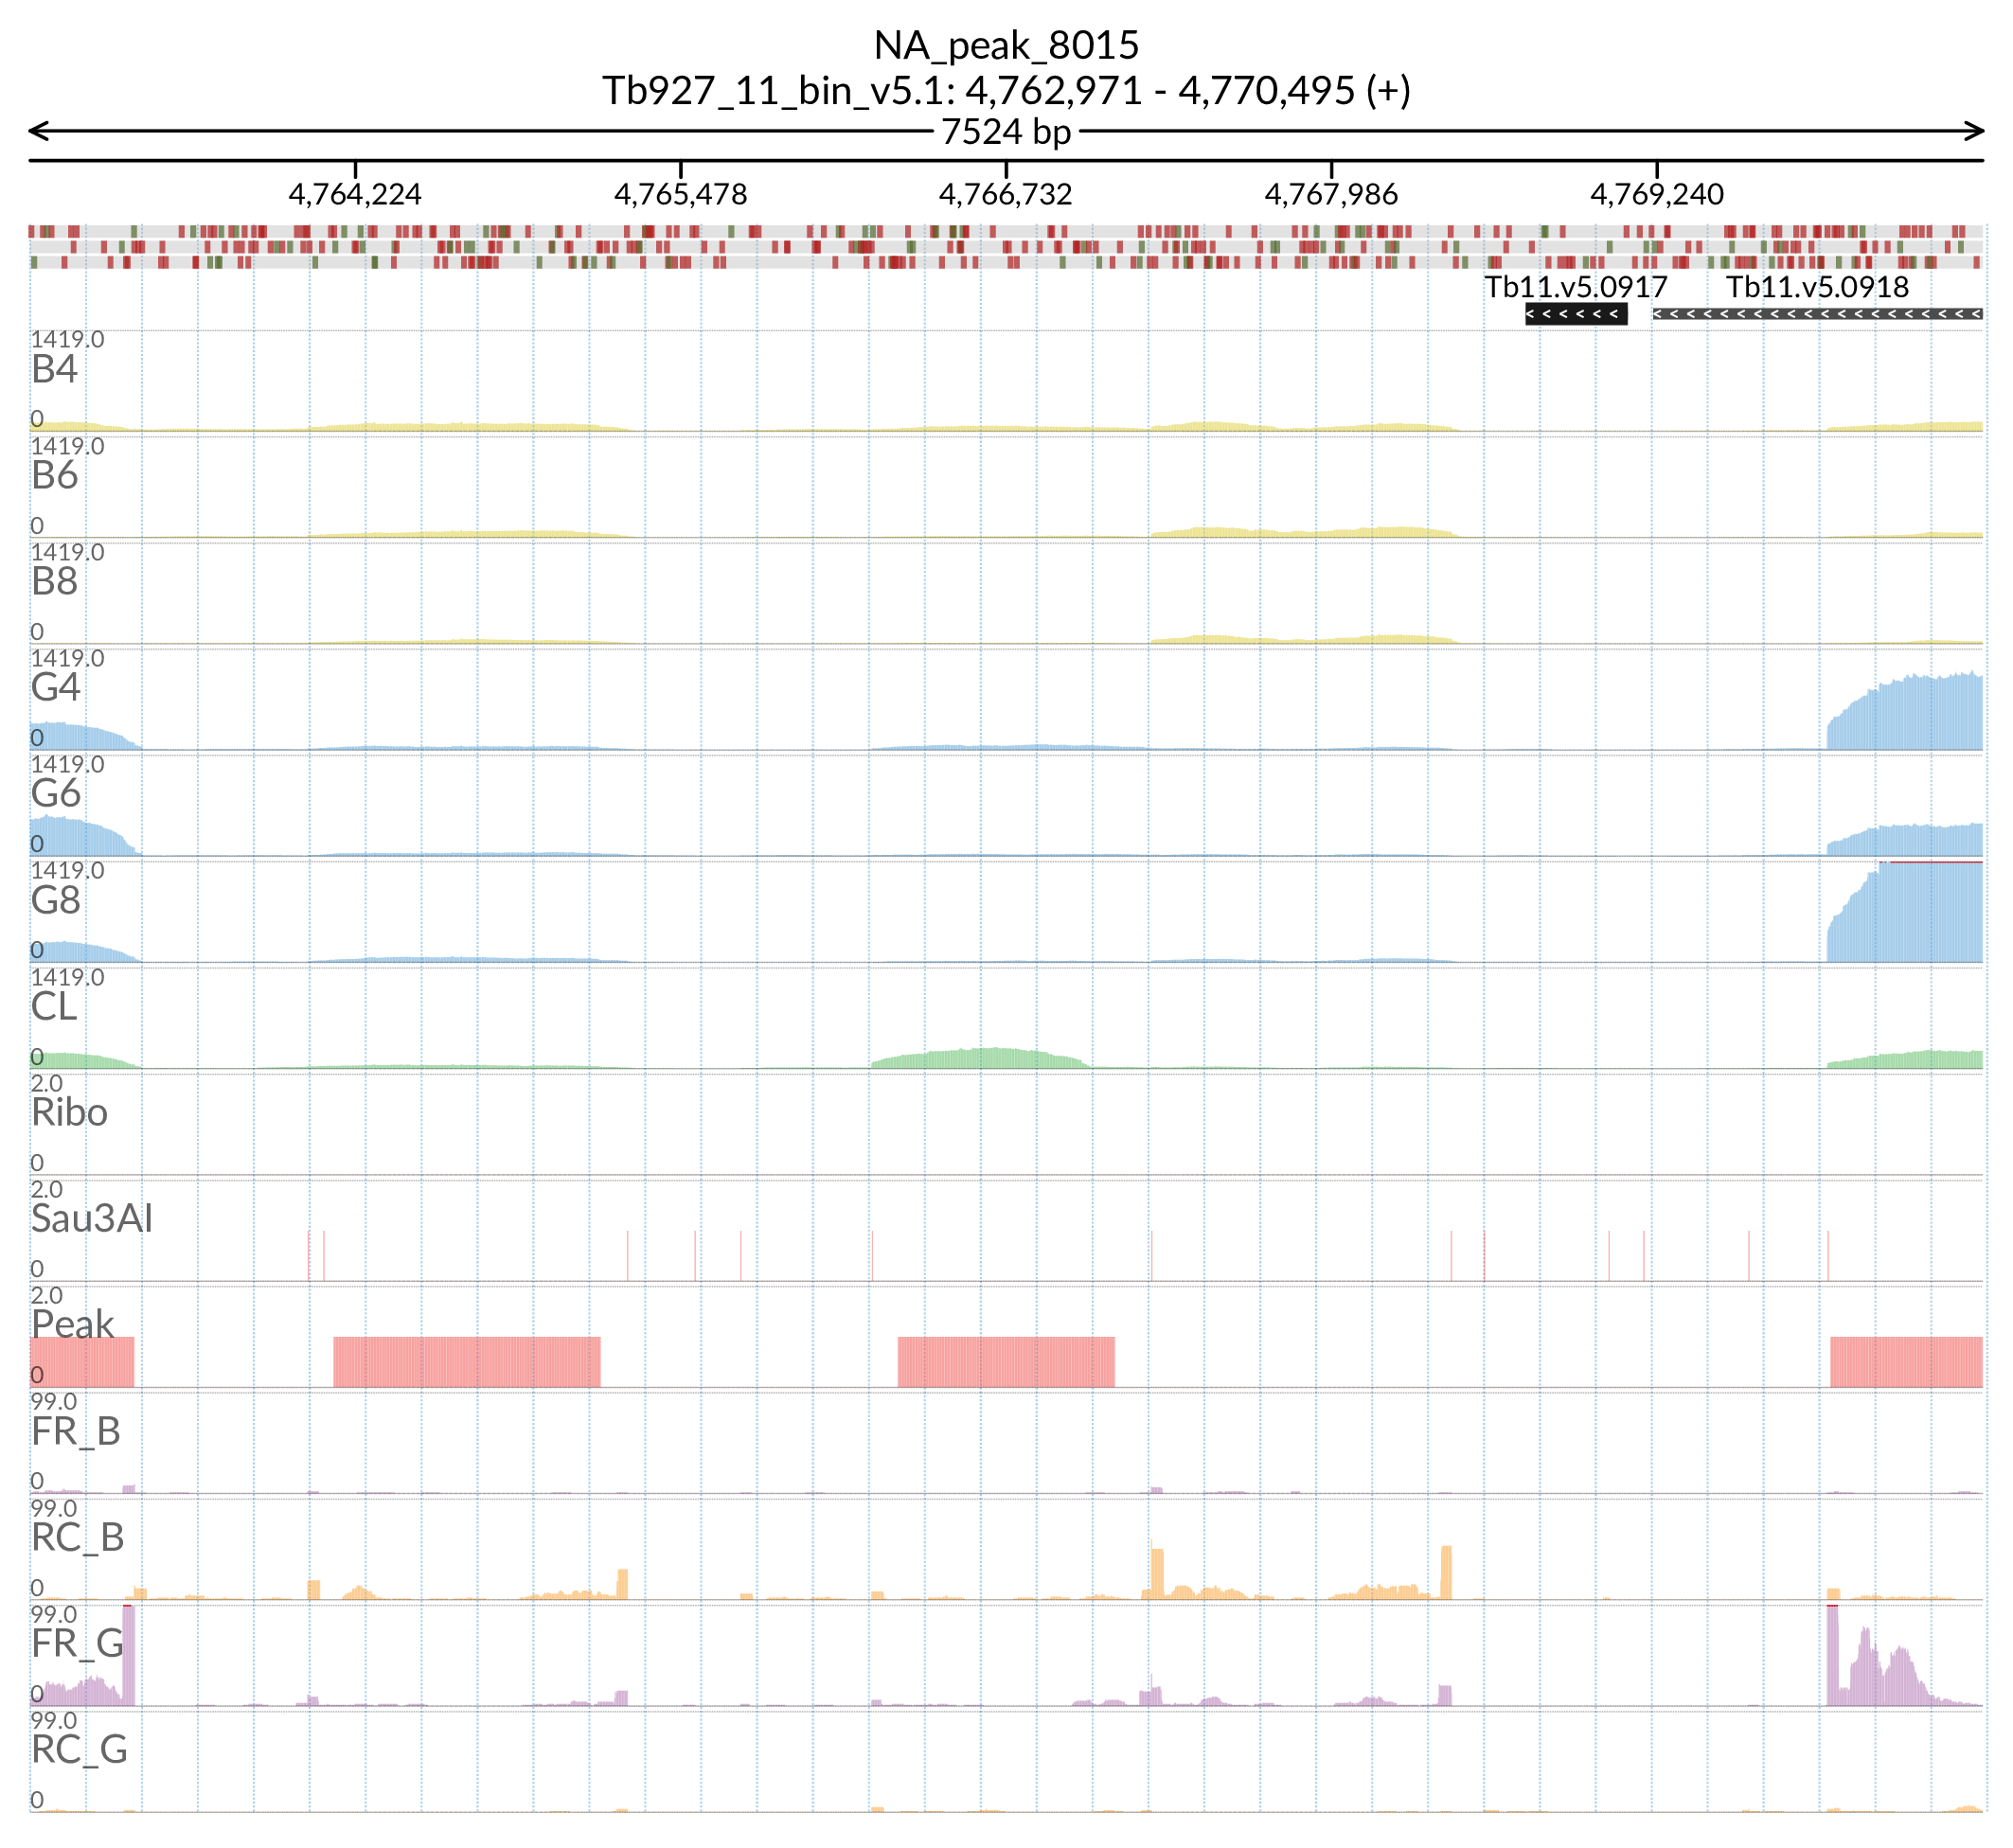 NA_peak_8015
Tb927_11_bin_v5.1: 4,762,971 - 4,770,495 (+)
7524 bp
4,764,224 4,765,478 4,766,732 4,767,986 4,769,240
Tb11.v5.0917 Tb11.v5.0918
1419.0
B4
0
1419.0
B6
0
1419.0
B8
0
1419.0
G4
0
1419.0
G6
0
1419.0
G8
0
1419.0
CL
0
2.0
Ribo
0
2.0
Sau3AI
0
2.0
Peak
0
99.0
FR_B
0
99.0
RC_B
0
99.0
FR_G
0
99.0
RC_G
0